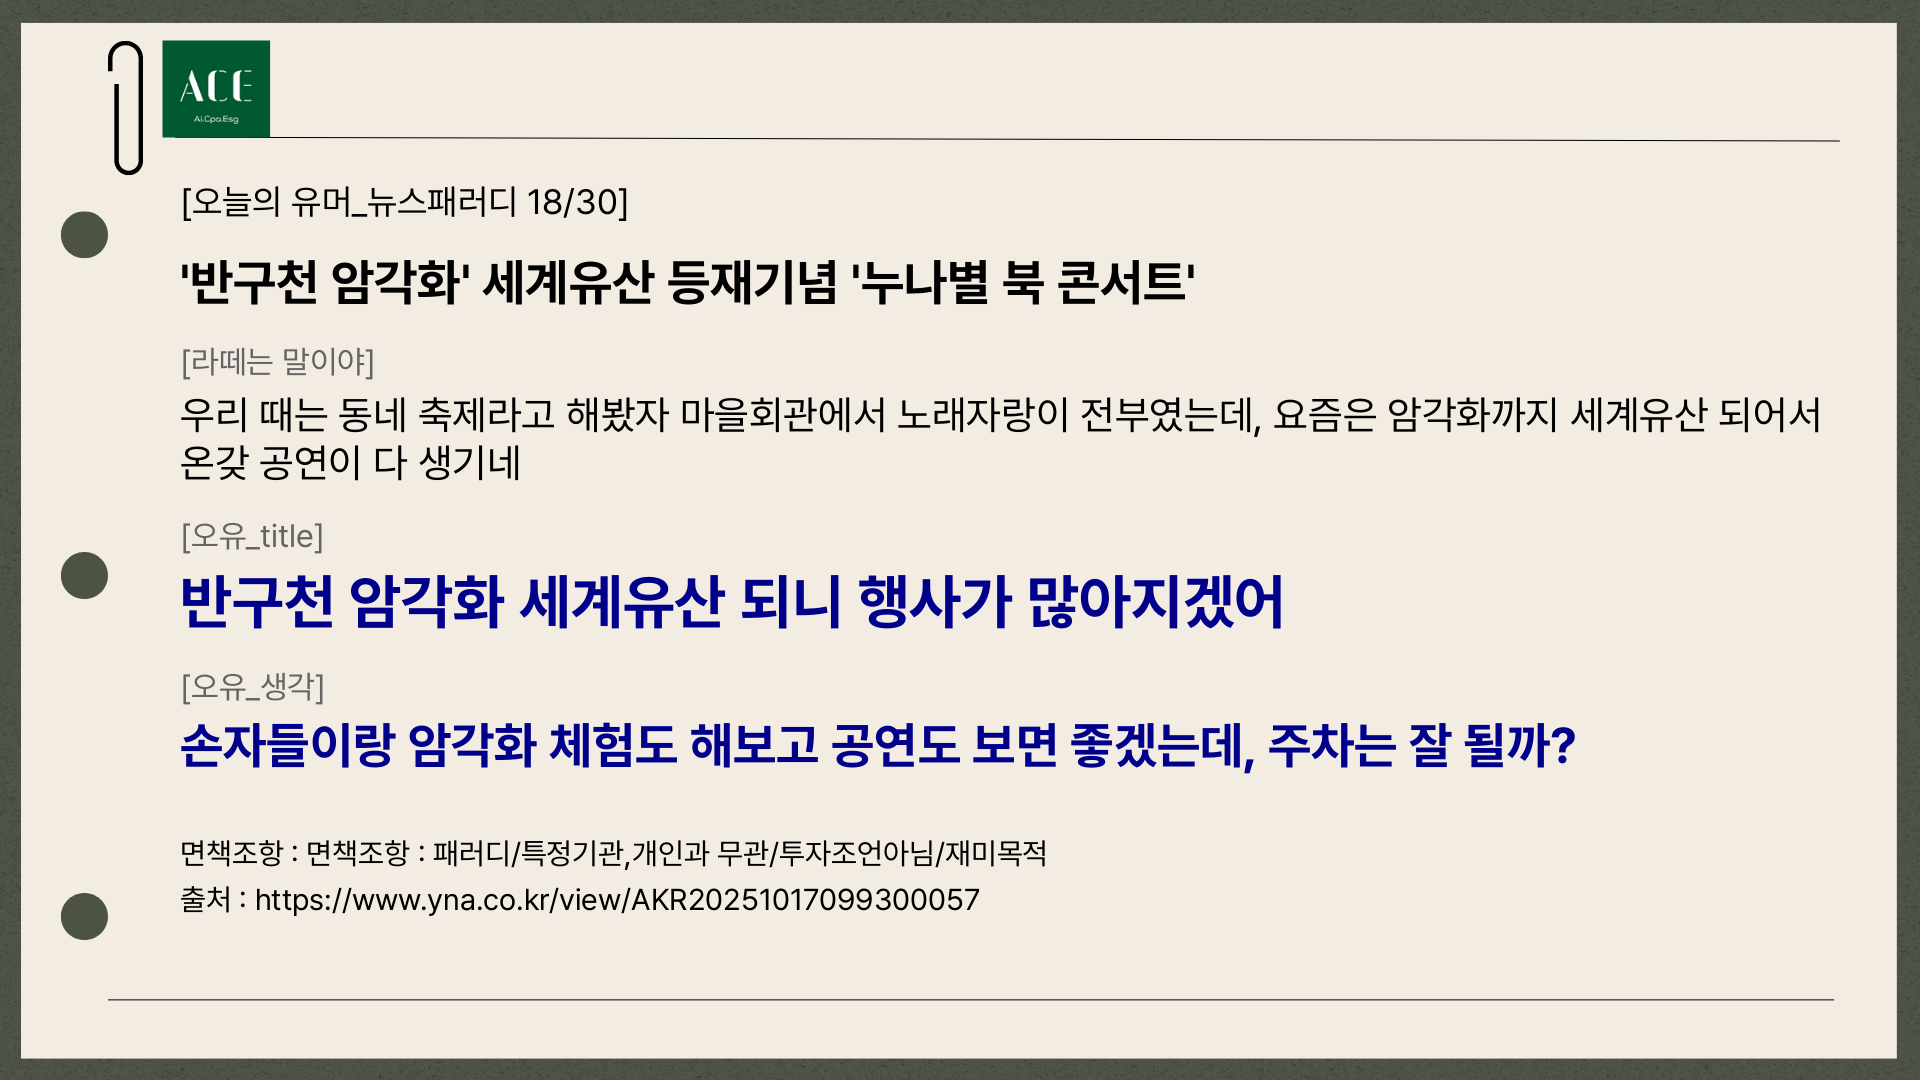 ACE
Ai.Cpa.Esg
[오늘의 유머_뉴스패러디 18/30]
'반구천 암각화' 세계유산 등재기념 '누나별 북 콘서트'
[라떼는 말이야]
우리 때는 동네 축제라고 해봤자 마을회관에서 노래자랑이 전부였는데, 요즘은 암각화까지 세계유산 되어서
온갖 공연이 다 생기네
[오유_title]
반구천 암각화 세계유산 되니 행사가 많아지겠어
[오유_생각]
손자들이랑 암각화 체험도 해보고 공연도 보면 좋겠는데, 주차는 잘 될까?
면책조항 : 면책조항 : 패러디/특정기관,개인과 무관/투자조언아님/재미목적
출처 : https://www.yna.co.kr/view/AKR20251017099300057